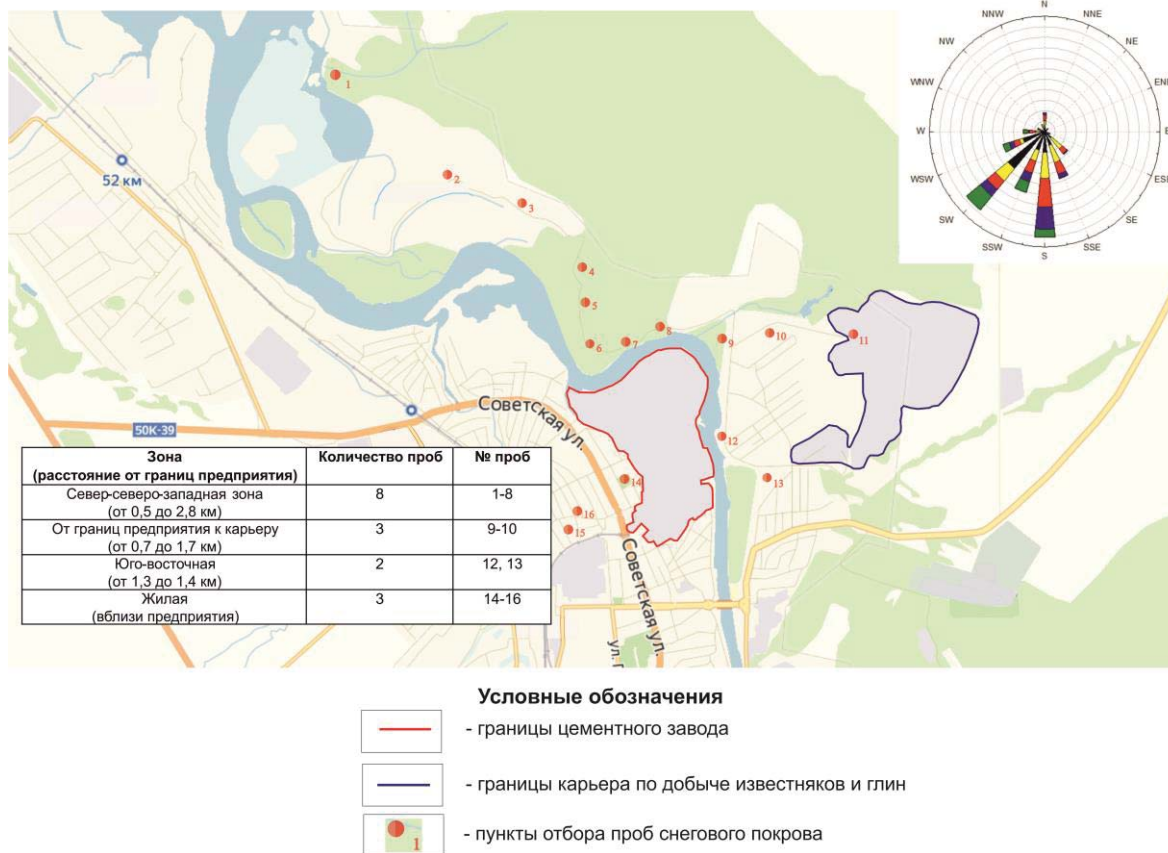 N
NNW
NNE
NW
NE
WNW
ENE
W
E
WSW
ESE
SW
SE
SSW
SSE
S
1
52 км
2
3
4
5
8
7
6
9
10
11
Советская ул.
50К-39
12
13
14
16
15
Советская ул.
Зона (расстояние от границ предприятия) Количество проб № проб
Север-северо-западная зона (от 0,5 до 2,8 км) 8 1-8
От границ предприятия к карьеру (от 0,7 до 1,7 км) 3 9-10
Юго-восточная (от 1,3 до 1,4 км) 2 12, 13
Жилая (вблизи предприятия) 3 14-16
Условные обозначения
- границы цементного завода
- границы карьера по добыче известняков и глин
1 - пункты отбора проб снегового покрова